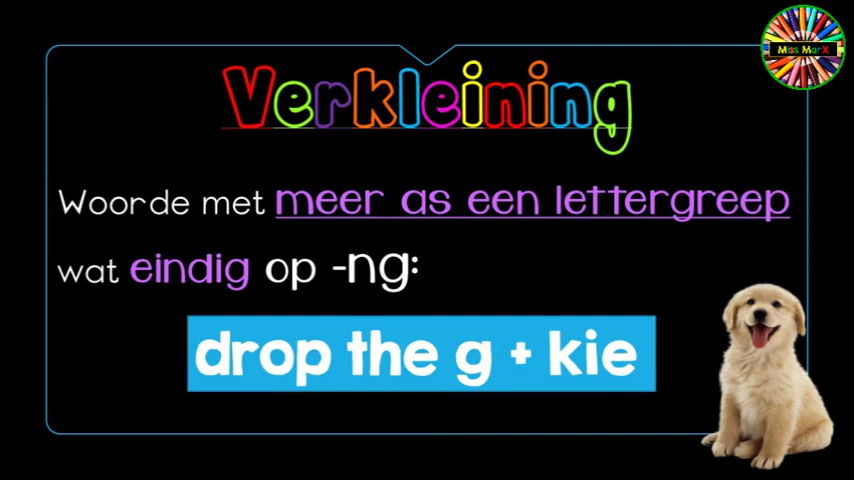 Miss MarX
Verkleining
Woorde met meer as een lettergreep
wat eindig op -ng:
drop the g + kie